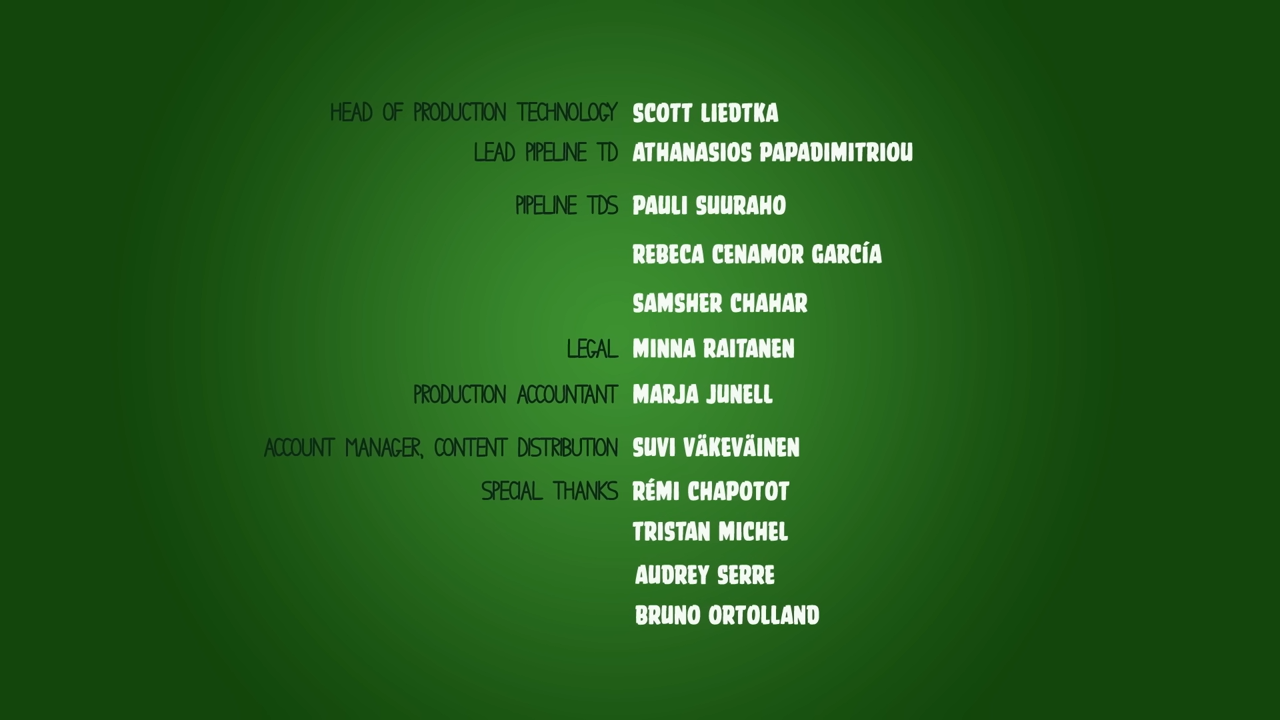 HEAD OF PRODUCTION TECHNOLOGY SCOTT LIEDTKA
LEAD PIPELINE TD ATHANASIOS PAPADIMITRIOU
PIPELINE TDS PAULI SUURAHO
REBECA CENAMOR GARCÍA
SAMSHER CHAHAR
LEGAL MINNA RAITANEN
PRODUCTION ACCOUNTANT MARJA JUNELL
ACCOUNT MANAGER, CONTENT DISTRIBUTION SUVI VÄKEVÄINEN
SPECIAL THANKS RÉMI CHAPOTOT
TRISTAN MICHEL
AUDREY SERRE
BRUNO ORTOLLAND